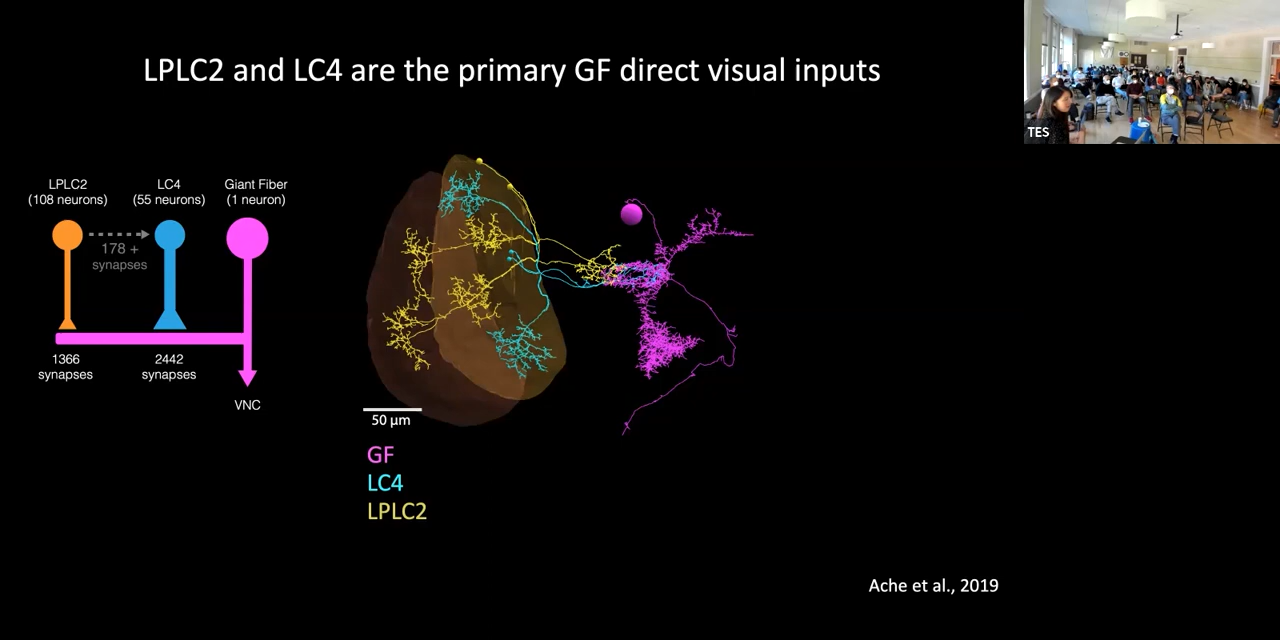 LPLC2 and LC4 are the primary GF direct visual inputs
TES
LPLC2
(108 neurons)
LC4
(55 neurons)
Giant Fiber
(1 neuron)
178 +
synapses
1366
synapses
2442
synapses
VNC
50 µm
GF
LC4
LPLC2
Ache et al., 2019